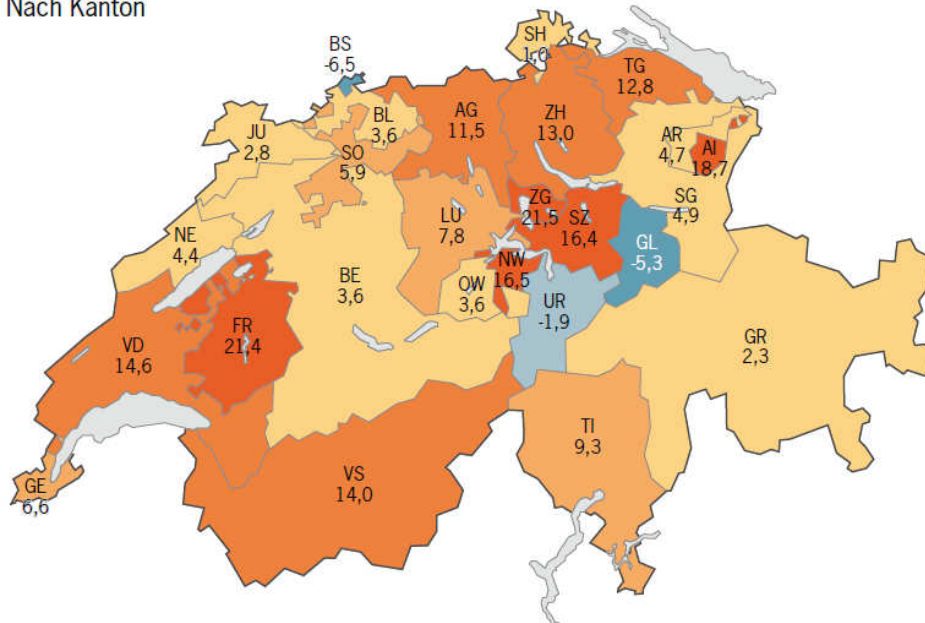 Nach Kanton
SH
1,0
BS
-6,5
TG
12,8
BL
3,6
AG
11,5
ZH
13,0
JU
2,8
AR
4,7
AI
18,7
SO
5,9
ZG
21,5
SZ
16,4
SG
4,9
LU
7,8
NE
4,4
GL
-5,3
NW
16,5
BE
3,6
OW
3,6
UR
-1,9
FR
21,4
VD
14,6
GR
2,3
TI
9,3
VS
14,0
GE
6,6